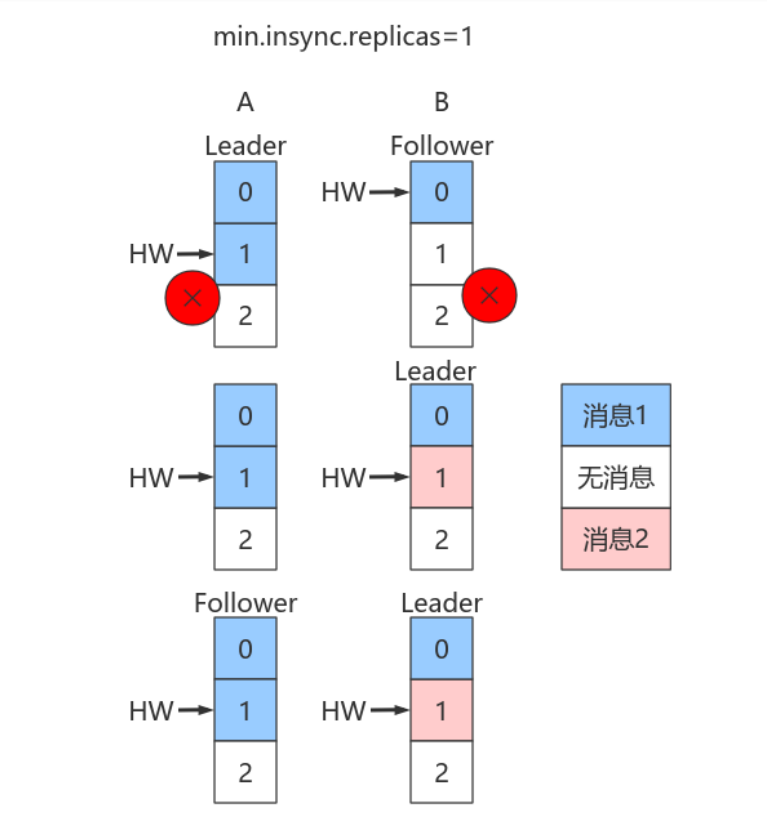 min.insync.replicas=1
A B
Leader Follower
0 HW 0
HW 1 1
2 2
Leader
0 0 消息1
HW 1 HW 1 无消息
2 2 消息2
Follower Leader
0 0
HW 1 HW 1
2 2